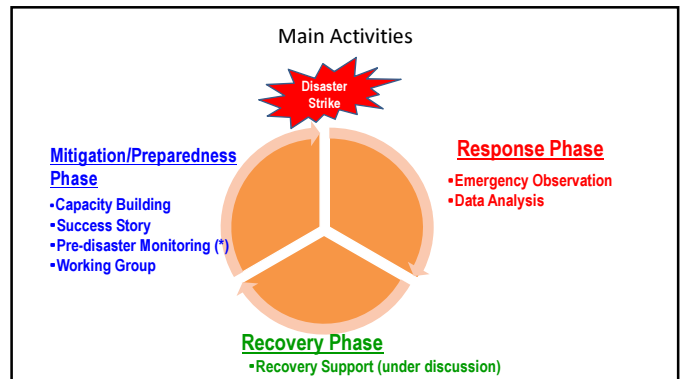 Main Activities
Disaster
Strike
Mitigation/Preparedness
Phase
▪Capacity Building
▪Success Story
▪Pre-disaster Monitoring (*)
▪Working Group
Response Phase
▪Emergency Observation
▪Data Analysis
Recovery Phase
▪Recovery Support (under discussion)